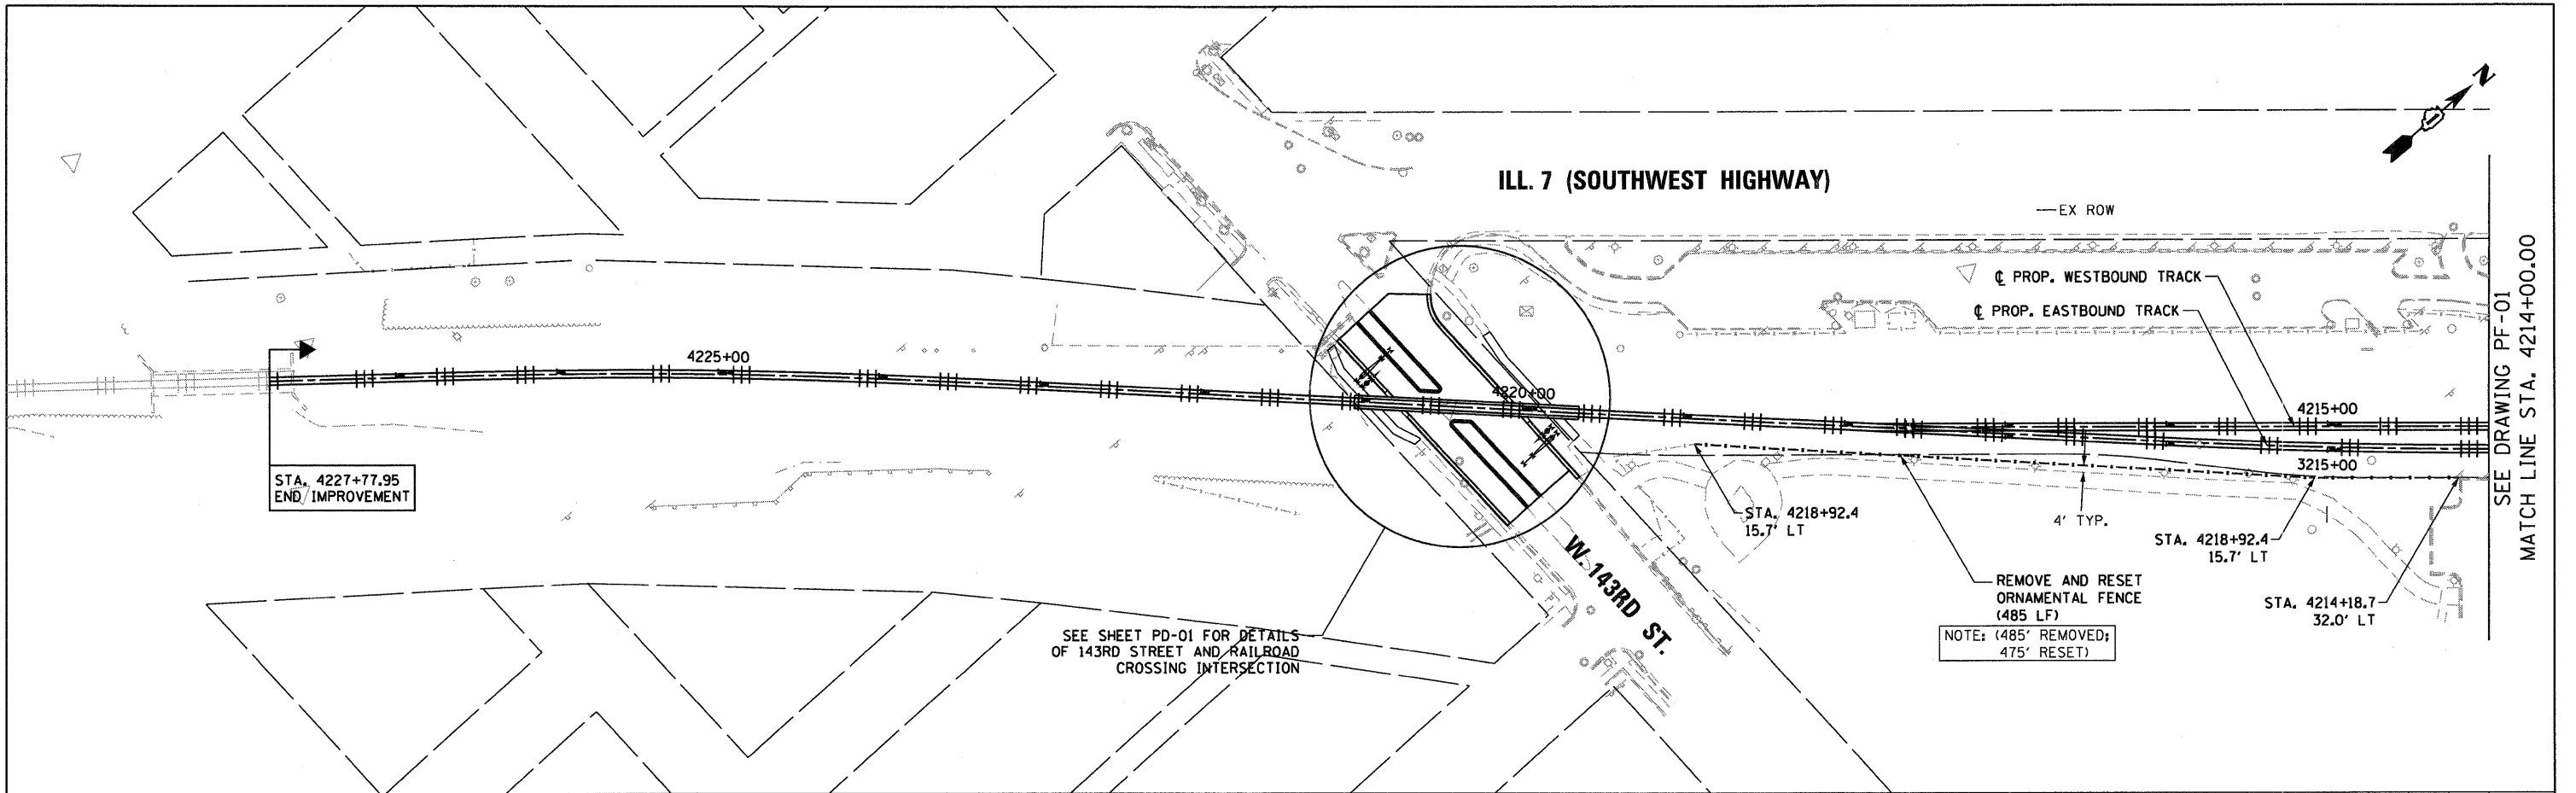 N
ILL. 7 (SOUTHWEST HIGHWAY)
EX ROW
℄ PROP. WESTBOUND TRACK
℄ PROP. EASTBOUND TRACK
4225+00
4220+00
4215+00
3215+00
STA. 4227+77.95
END IMPROVEMENT
STA. 4218+92.4
15.7' LT
4' TYP.
STA. 4218+92.4
15.7' LT
REMOVE AND RESET
ORNAMENTAL FENCE
(485 LF)
NOTE: (485' REMOVED;
475' RESET)
STA. 4214+18.7
32.0' LT
W. 143RD ST.
SEE SHEET PD-01 FOR DETAILS
OF 143RD STREET AND RAILROAD
CROSSING INTERSECTION
SEE DRAWING PF-01
MATCH LINE STA. 4214+00.00